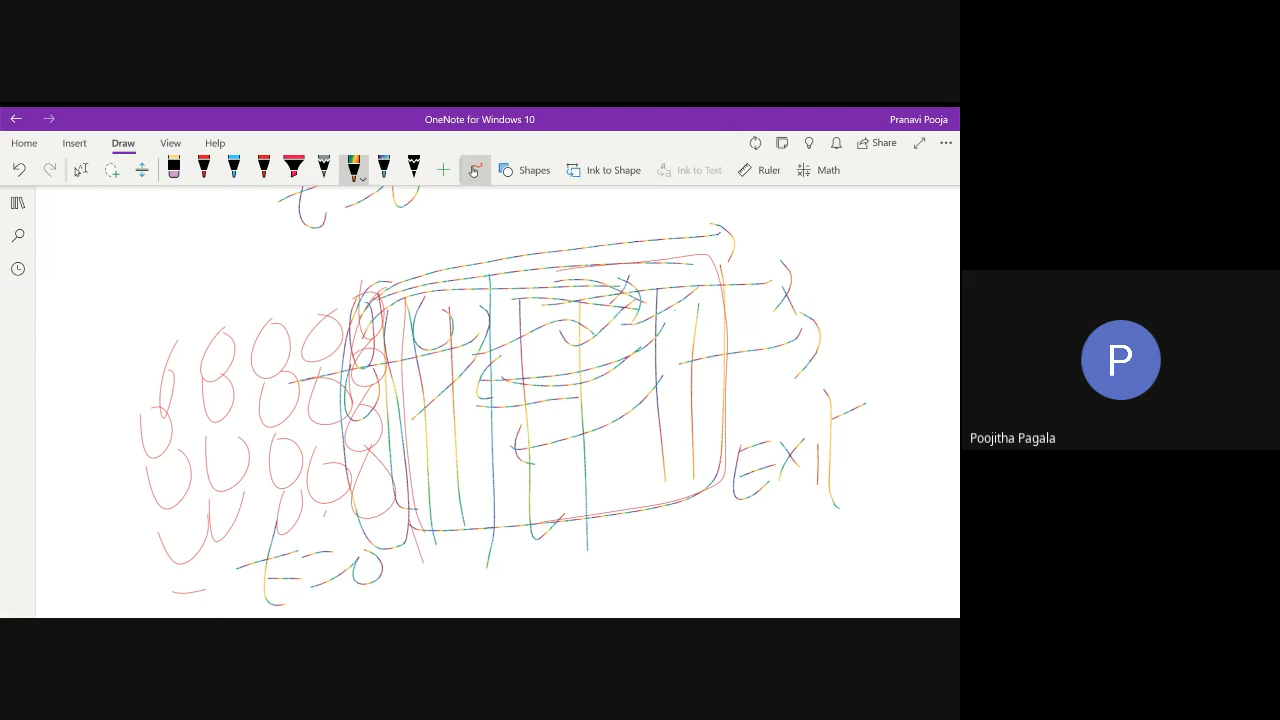 OneNote for Windows 10
Pranavi Pooja
Home Insert Draw View Help Share
Shapes Ink to Shape Ink to Text Ruler Math
EXIT
t=0
P
Poojitha Pagala